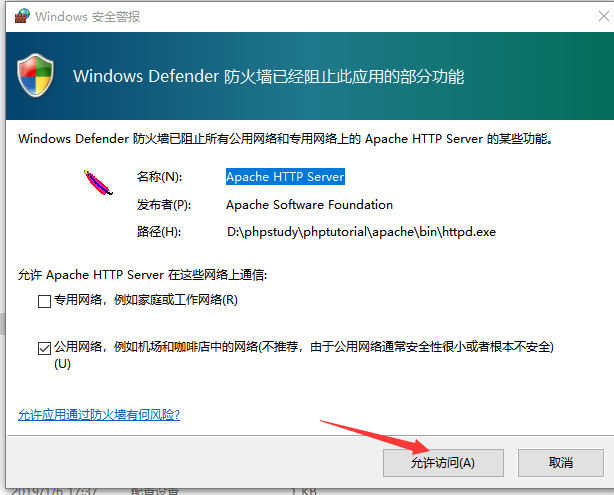 Windows 安全警报
Windows Defender 防火墙已经阻止此应用的部分功能
Windows Defender 防火墙已阻止所有公用网络和专用网络上的 Apache HTTP Server 的某些功能。
名称(N): Apache HTTP Server
发布者(P): Apache Software Foundation
路径(H): D:\phpstudy\phptutorial\apache\bin\httpd.exe
允许 Apache HTTP Server 在这些网络上通信:
专用网络，例如家庭或工作网络(R)
公用网络，例如机场和咖啡店中的网络(不推荐，由于公用网络通常安全性很小或者根本不安全)
(U)
允许应用通过防火墙有何风险?
允许访问(A) 取消
2019/1/6 17:37 配置设置 1 KB